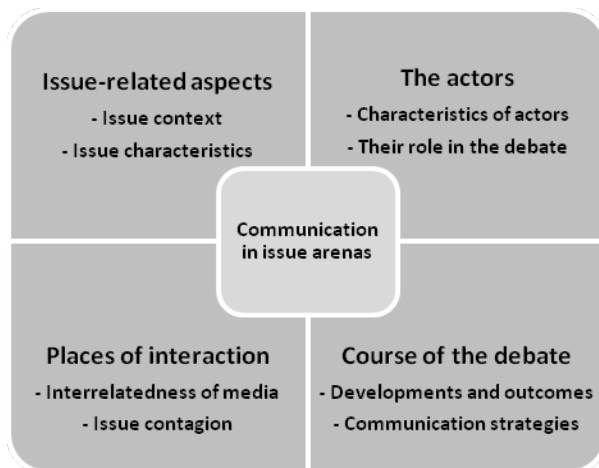 Issue-related aspects
- Issue context
- Issue characteristics
The actors
- Characteristics of actors
- Their role in the debate
Communication
in issue arenas
Places of interaction
- Interrelatedness of media
- Issue contagion
Course of the debate
- Developments and outcomes
- Communication strategies